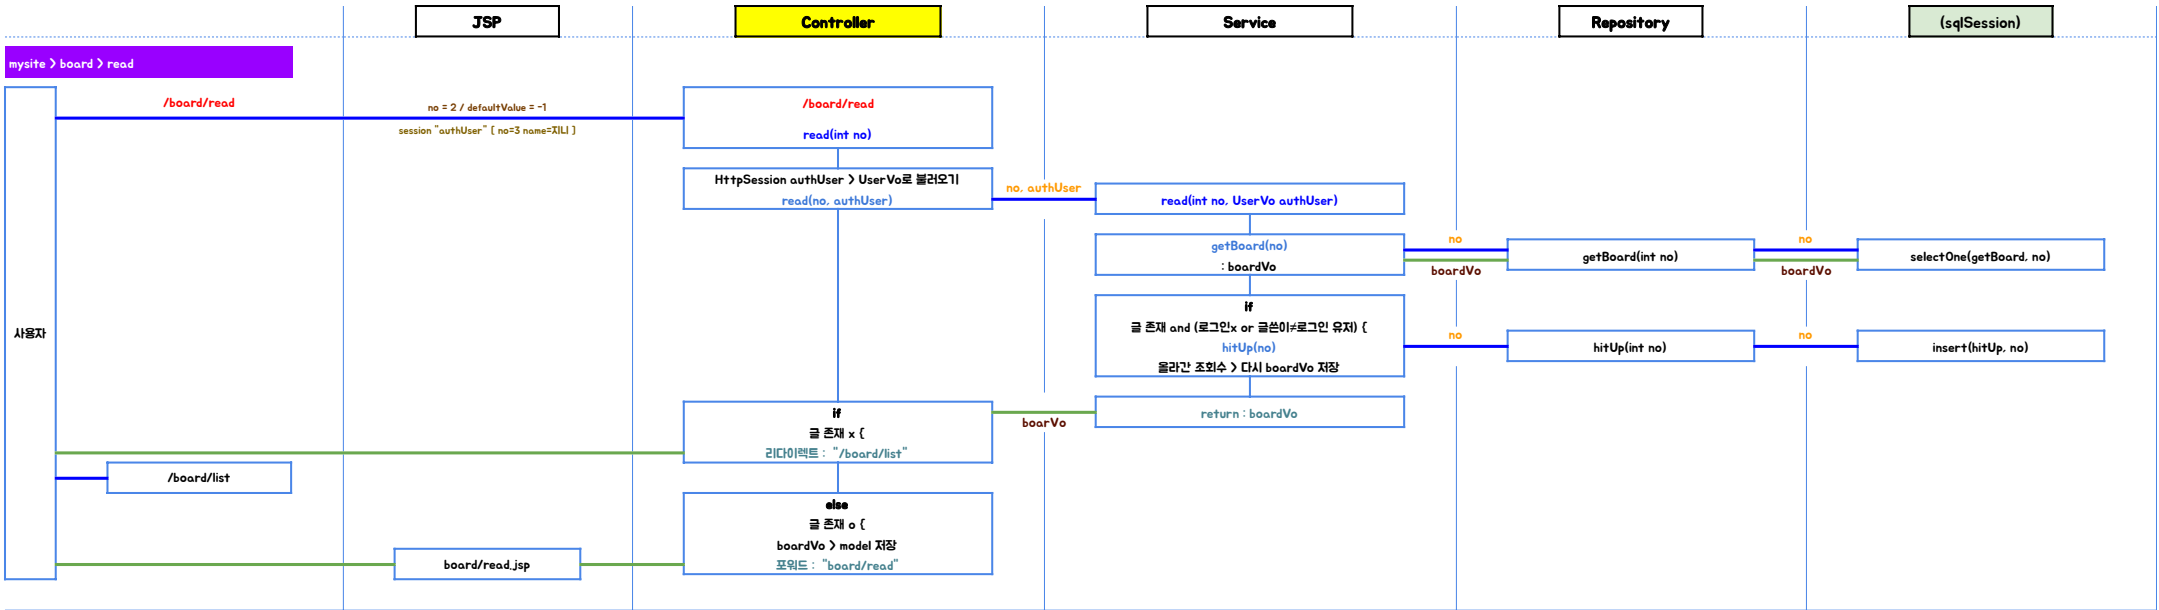 JSP
Controller
Service
Repository
(sqlSession)
mysite > board > read
/board/read
no = 2 / defaultValue = -1
session "authUser" [ no=3 name=지니 ]
/board/read
read(int no)
HttpSession authUser > UserVo로 불러오기
read(no, authUser)
no, authUser
read(int no, UserVo authUser)
getBoard(no)
: boardVo
no
boardVo
getBoard(int no)
no
boardVo
selectOne(getBoard, no)
if
글 존재 and (로그인x or 글쓴이≠로그인 유저) {
hitUp(no)
올라간 조회수 > 다시 boardVo 저장
no
hitUp(int no)
no
insert(hitUp, no)
사용자
return : boardVo
boarVo
if
글 존재 x {
리다이렉트 : "/board/list"
/board/list
else
글 존재 o {
boardVo > model 저장
포워드 : "board/read"
board/read.jsp